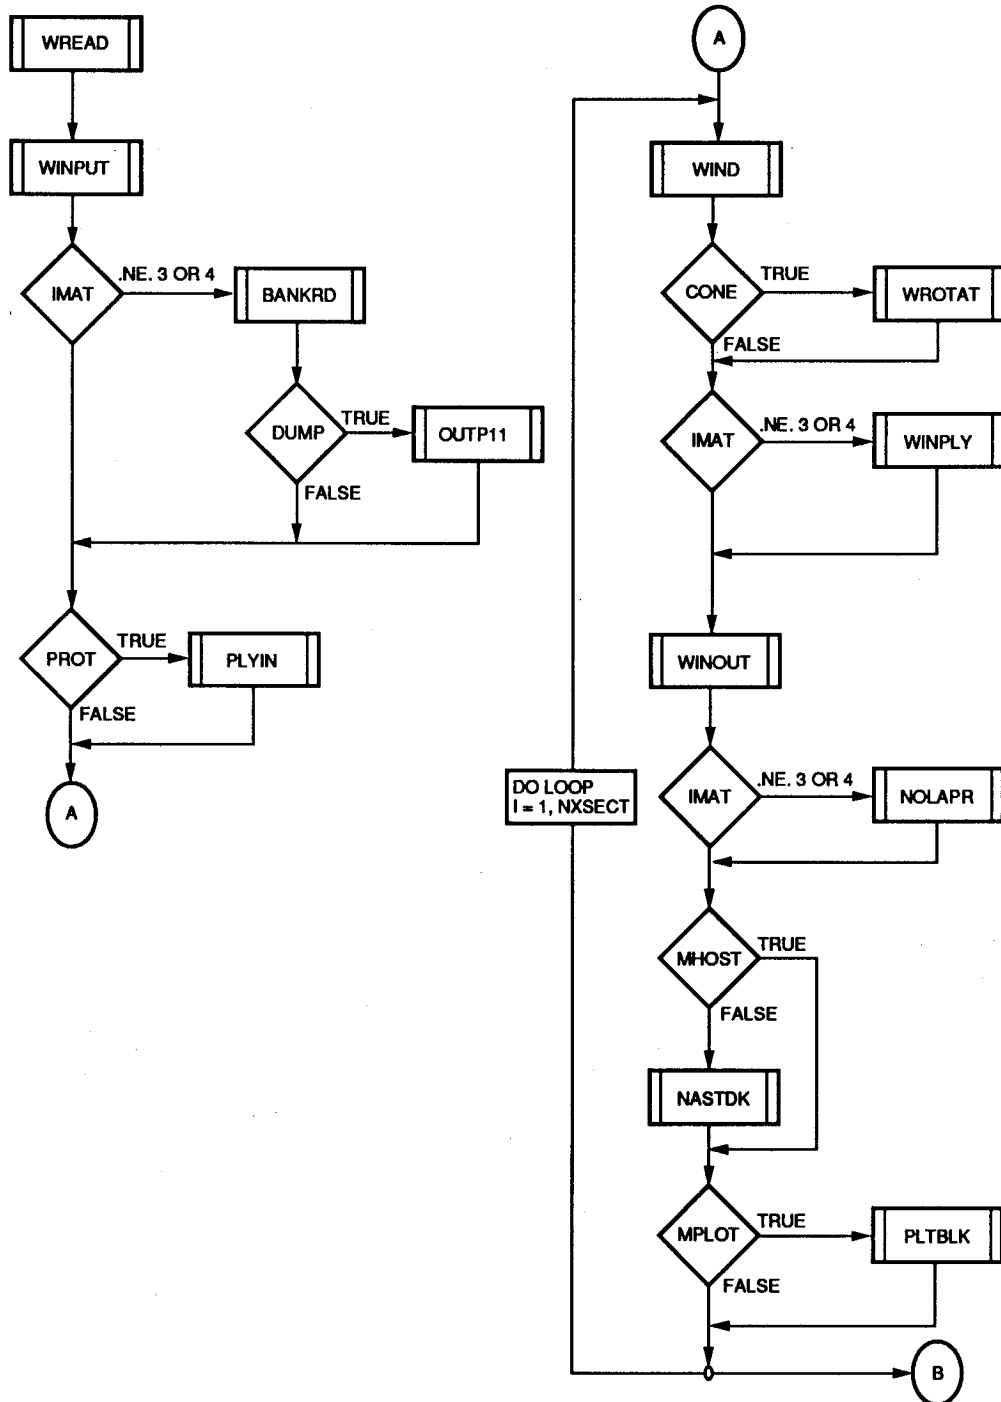 WREAD
WINPUT
IMAT
.NE. 3 OR 4
BANKRD
DUMP
TRUE
OUTP11
FALSE
PROT
TRUE
PLYIN
FALSE
A
A
WIND
CONE
TRUE
WROTAT
FALSE
IMAT
.NE. 3 OR 4
WINPLY
WINOUT
DO LOOP
I = 1, NXSECT
IMAT
.NE. 3 OR 4
NOLAPR
MHOST
TRUE
FALSE
NASTDK
MPLOT
TRUE
PLTBLK
FALSE
B